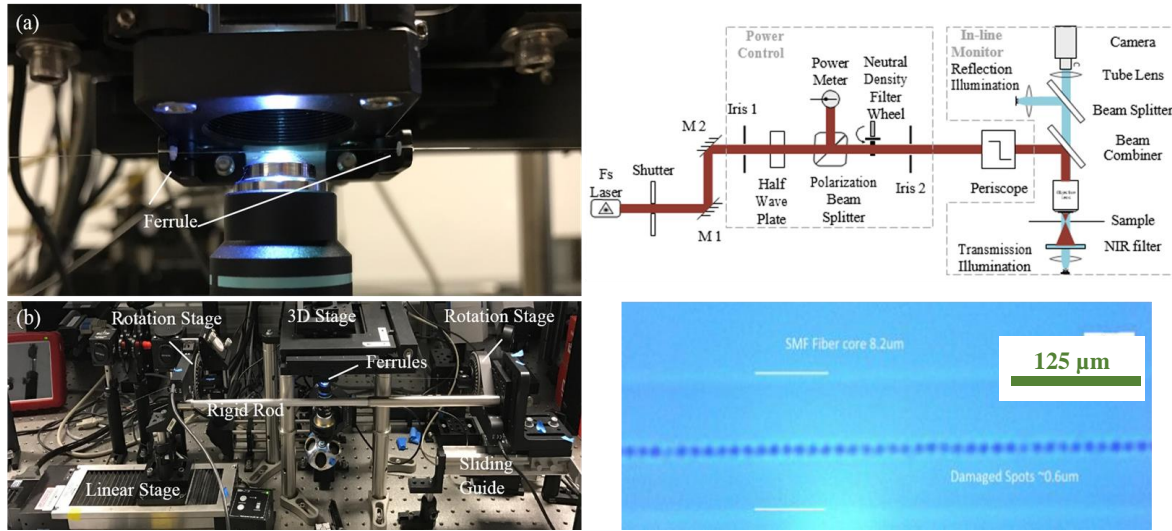 (a)
Ferrule
Power
Control
In-line
Monitor
Reflection
Illumination
Camera
Tube Lens
Beam Splitter
Beam
Combiner
Power
Meter
Neutral
Density
Filter
Wheel
Iris 1
M 2
Shutter
Fs
Laser
M 1
Half
Wave
Plate
Polarization
Beam
Splitter
Iris 2
Periscope
Objective
Lens
Sample
NIR filter
Transmission
Illumination
(b)
Rotation Stage
3D Stage
Rotation Stage
Ferrules
Rigid Rod
Linear Stage
Sliding
Guide
SMF Fiber core 8.2um
125 µm
Damaged Spots ~0.6um